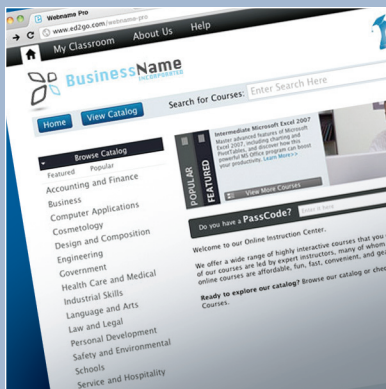 Webname Pro
www.ed2go.com/webname-pro
My Classroom About Us Help
BusinessName
INCORPORATED
Home View Catalog Search for Courses: Enter Search Here
Browse Catalog
Featured Popular
Accounting and Finance
Business
Computer Applications
Cosmetology
Design and Composition
Engineering
Government
Health Care and Medical
Industrial Skills
Language and Arts
Law and Legal
Personal Development
Safety and Environmental
Schools
Service and Hospitality
POPULAR
FEATURED
Intermediate Microsoft Excel 2007
Master advanced features of Microsoft
Excel 2007, including charting and
PivotTables, and discover how this
powerful MS Office program can boost
your productivity. Learn More>>
View More Courses
Do you have a PassCode? Enter it here
Welcome to our Online Instruction Center.
We offer a wide range of highly interactive courses that you
of our courses are led by expert instructors, many of whom
online courses are affordable, fun, fast, convenient, and
Ready to explore our catalog? Browse our catalog or
Courses.